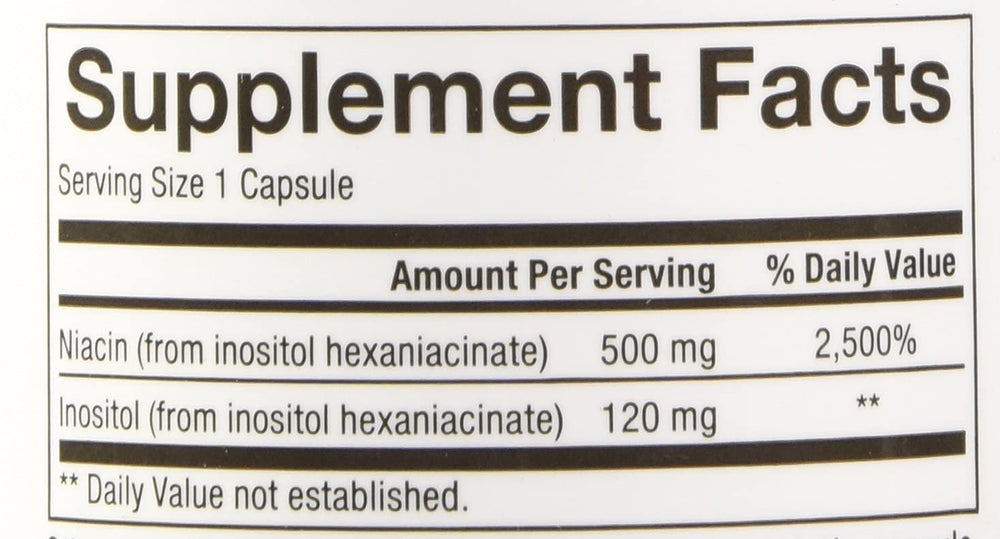 Supplement Facts
Serving Size 1 Capsule
Amount Per Serving % Daily Value
Niacin (from inositol hexaniacinate) 500 mg 2,500%
Inositol (from inositol hexaniacinate) 120 mg **
** Daily Value not established.